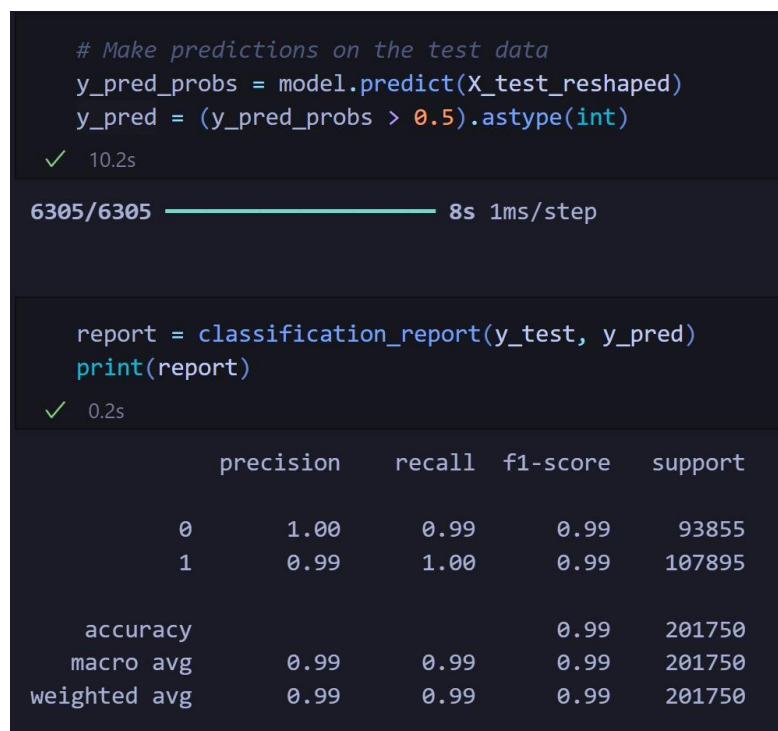 # Make predictions on the test data
y_pred_probs = model.predict(X_test_reshaped)
y_pred = (y_pred_probs > 0.5).astype(int)
✓ 10.2s
6305/6305 ━━━━━━━━━━━━━━━━━━━━ 8s 1ms/step
report = classification_report(y_test, y_pred)
print(report)
✓ 0.2s
precision recall f1-score support
0 1.00 0.99 0.99 93855
1 0.99 1.00 0.99 107895
accuracy 0.99 201750
macro avg 0.99 0.99 0.99 201750
weighted avg 0.99 0.99 0.99 201750